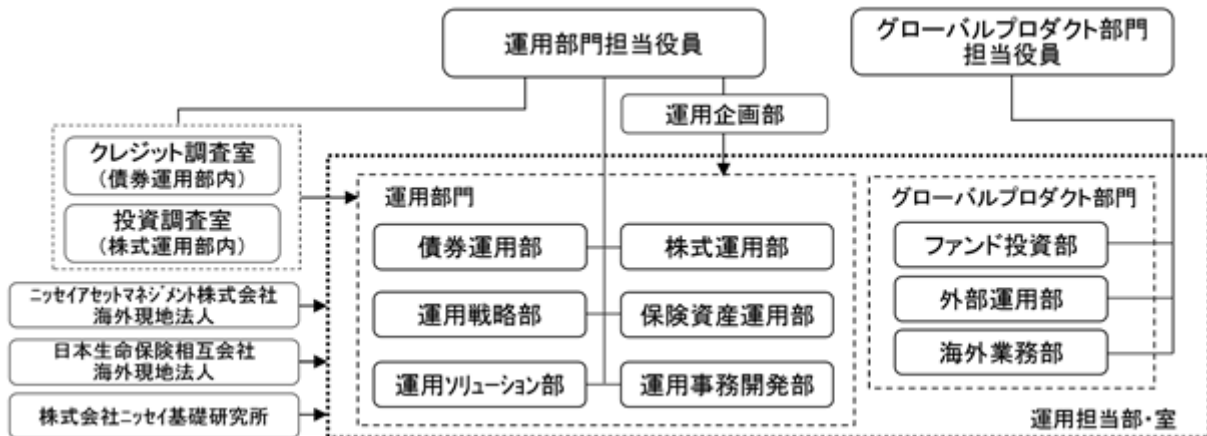 運用部門担当役員
グローバルプロダクト部門
担当役員
運用企画部
クレジット調査室
(債券運用部内)
投資調査室
(株式運用部内)
ニッセイアセットマネジメント株式会社
海外現地法人
日本生命保険相互会社
海外現地法人
株式会社ニッセイ基礎研究所
運用部門
債券運用部
株式運用部
運用戦略部
保険資産運用部
運用ソリューション部
運用事務開発部
グローバルプロダクト部門
ファンド投資部
外部運用部
海外業務部
運用担当部・室